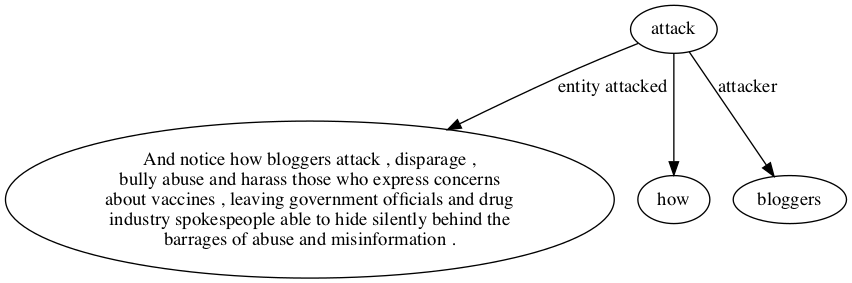 attack
entity attacked
attacker
And notice how bloggers attack , disparage ,
bully abuse and harass those who express concerns
about vaccines , leaving government officials and drug
industry spokespeople able to hide silently behind the
barrages of abuse and misinformation .
how
bloggers